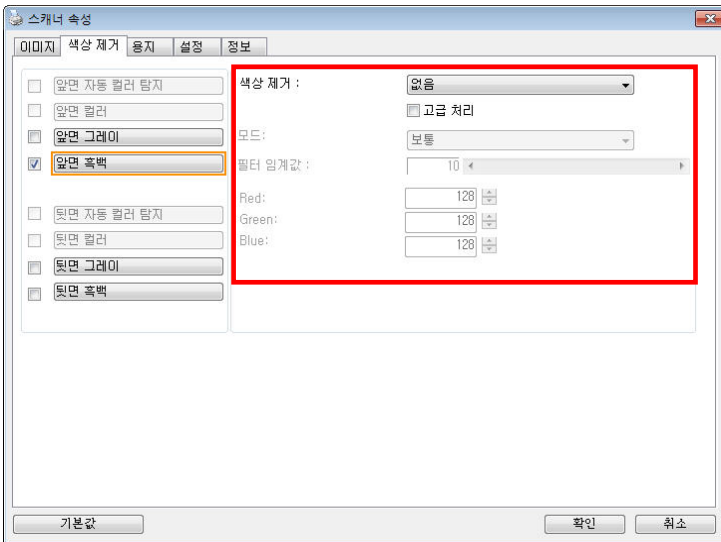 스캐너 속성
이미지 색상 제거 용지 설정 정보
앞면 자동 컬러 탐지
앞면 컬러
앞면 그레이
앞면 흑백
뒷면 자동 컬러 탐지
뒷면 컬러
뒷면 그레이
뒷면 흑백
색상 제거 : 없음
고급 처리
모드: 보통
필터 임계값 : 10
Red: 128
Green: 128
Blue: 128
기본값 확인 취소